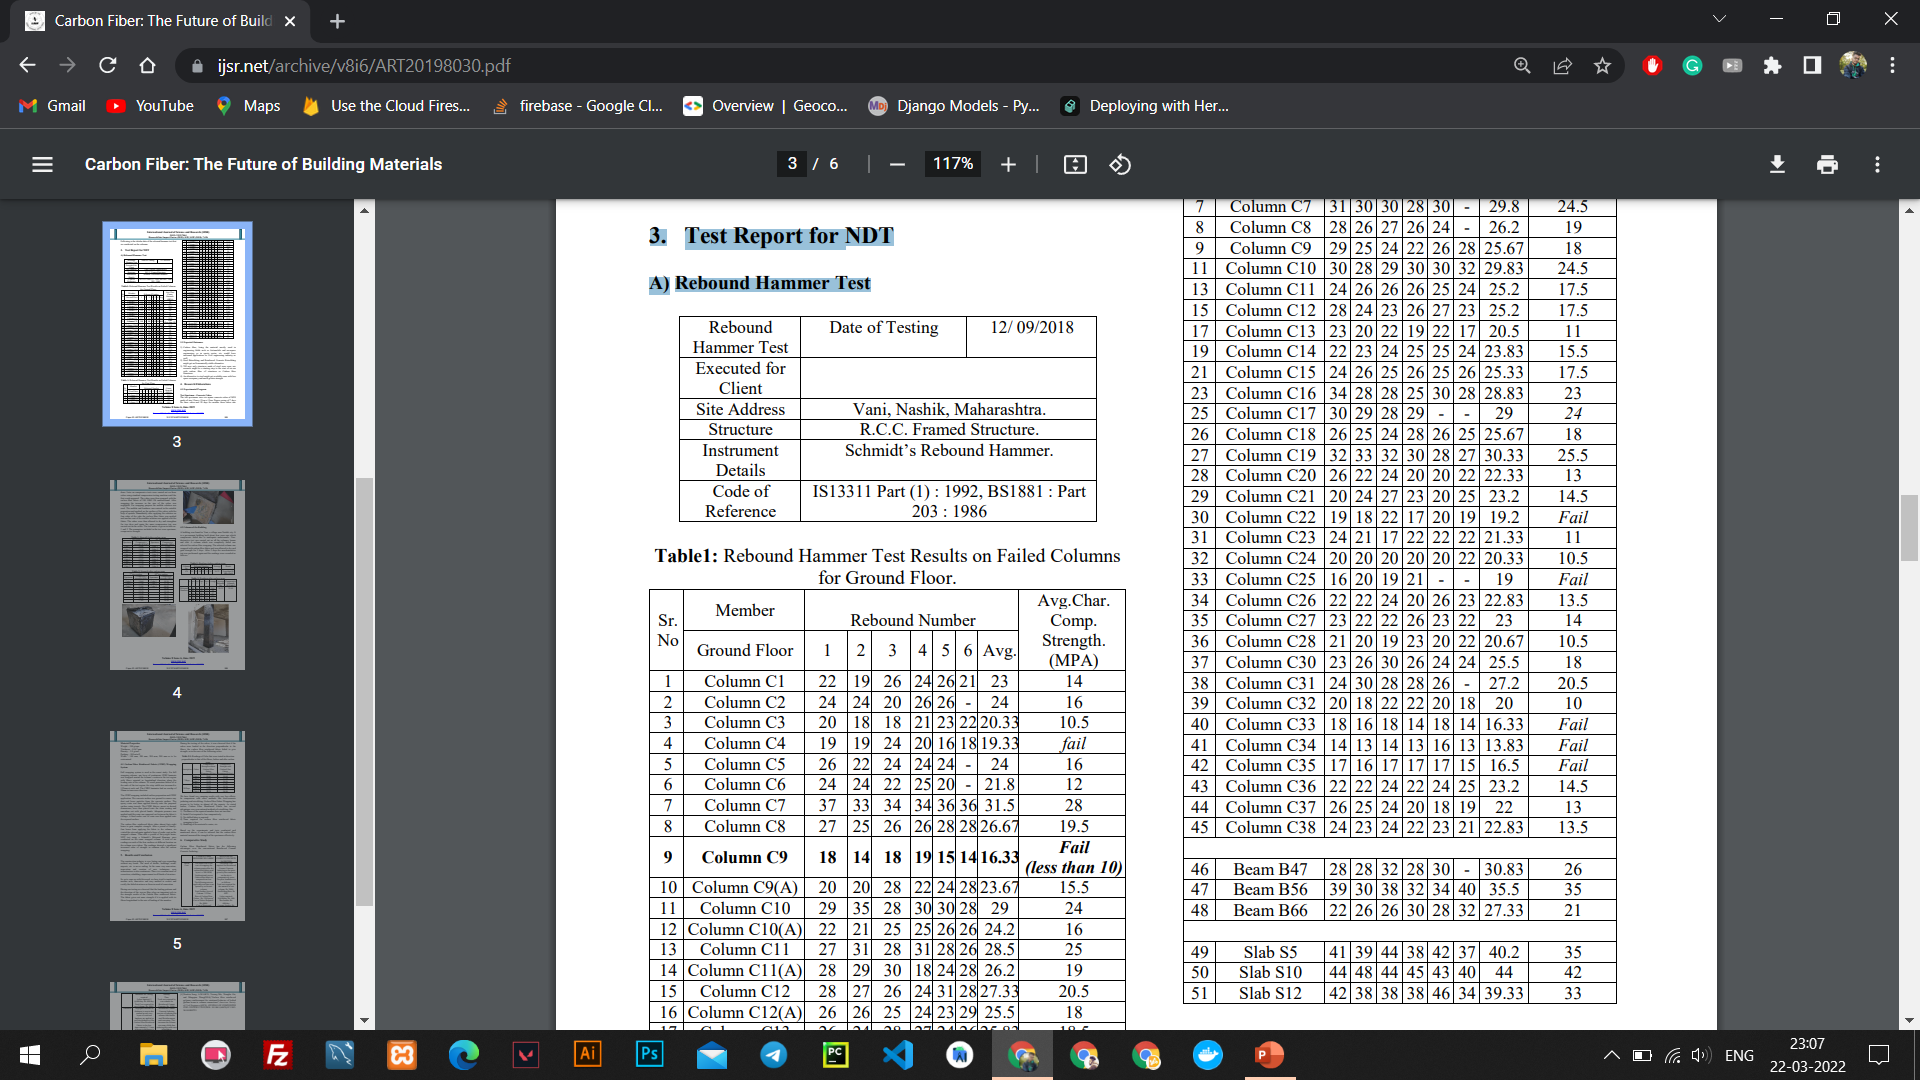 Carbon Fiber: The Future of Build
ijsr.net/archive/v8i6/ART20198030.pdf
Gmail YouTube Maps Use the Cloud Fires... firebase - Google Cl... Overview | Geoco... Django Models - Py... Deploying with Her...
Carbon Fiber: The Future of Building Materials
3 / 6 117%
3
4
5
3. Test Report for NDT
A) Rebound Hammer Test
Rebound Hammer Test Date of Testing 12/ 09/2018
Executed for Client
Site Address Vani, Nashik, Maharashtra.
Structure R.C.C. Framed Structure.
Instrument Details Schmidt's Rebound Hammer.
Code of Reference IS13311 Part (1) : 1992, BS1881 : Part 203 : 1986
Table1: Rebound Hammer Test Results on Failed Columns
for Ground Floor.
Sr. No Member Rebound Number Avg.Char. Comp. Strength. (MPA)
Ground Floor 1 2 3 4 5 6 Avg.
1 Column C1 22 19 26 24 26 21 23 14
2 Column C2 24 24 20 26 26 - 24 16
3 Column C3 20 18 18 21 23 22 20.33 10.5
4 Column C4 19 19 24 20 16 18 19.33 fail
5 Column C5 26 22 24 24 24 - 24 16
6 Column C6 24 24 22 25 20 - 21.8 12
7 Column C7 37 33 34 34 36 36 31.5 28
8 Column C8 27 25 26 26 28 28 26.67 19.5
9 Column C9 18 14 18 19 15 14 16.33 Fail (less than 10)
10 Column C9(A) 20 20 28 22 24 28 23.67 15.5
11 Column C10 29 35 28 30 30 28 29 24
12 Column C10(A) 22 21 25 25 26 26 24.2 16
13 Column C11 27 31 28 31 28 26 28.5 25
14 Column C11(A) 28 29 30 18 24 28 26.2 19
15 Column C12 28 27 26 24 31 28 27.33 20.5
16 Column C12(A) 26 26 25 24 23 29 25.5 18
7 Column C7 31 30 30 28 30 - 29.8 24.5
8 Column C8 28 26 27 26 24 - 26.2 19
9 Column C9 29 25 24 22 26 28 25.67 18
11 Column C10 30 28 29 30 30 32 29.83 24.5
13 Column C11 24 26 26 26 25 24 25.2 17.5
15 Column C12 28 24 23 26 27 23 25.2 17.5
17 Column C13 23 20 22 19 22 17 20.5 11
19 Column C14 22 23 24 25 25 24 23.83 15.5
21 Column C15 24 26 25 26 25 26 25.33 17.5
23 Column C16 34 28 28 25 30 28 28.83 23
25 Column C17 30 29 28 29 - - 29 24
26 Column C18 26 25 24 28 26 25 25.67 18
27 Column C19 32 33 32 30 28 27 30.33 25.5
28 Column C20 26 22 24 20 20 22 22.33 13
29 Column C21 20 24 27 23 20 25 23.2 14.5
30 Column C22 19 18 22 17 20 19 19.2 Fail
31 Column C23 24 21 17 22 22 22 21.33 11
32 Column C24 20 20 20 20 20 22 20.33 10.5
33 Column C25 16 20 19 21 - - 19 Fail
34 Column C26 22 22 24 20 26 23 22.83 13.5
35 Column C27 23 22 22 26 23 22 23 14
36 Column C28 21 20 19 23 20 22 20.67 10.5
37 Column C30 23 26 30 26 24 24 25.5 18
38 Column C31 24 30 28 28 26 - 27.2 20.5
39 Column C32 20 18 22 22 20 18 20 10
40 Column C33 18 16 18 14 18 14 16.33 Fail
41 Column C34 14 13 14 13 16 13 13.83 Fail
42 Column C35 17 16 17 17 17 15 16.5 Fail
43 Column C36 22 22 24 22 24 25 23.2 14.5
44 Column C37 26 25 24 20 18 19 22 13
45 Column C38 24 23 24 22 23 21 22.83 13.5
46 Beam B47 28 28 32 28 30 - 30.83 26
47 Beam B56 39 30 38 32 34 40 35.5 35
48 Beam B66 22 26 26 30 28 32 27.33 21
49 Slab S5 41 39 44 38 42 37 40.2 35
50 Slab S10 44 48 44 45 43 40 44 42
51 Slab S12 42 38 38 38 46 34 39.33 33
ENG
23:07
22-03-2022